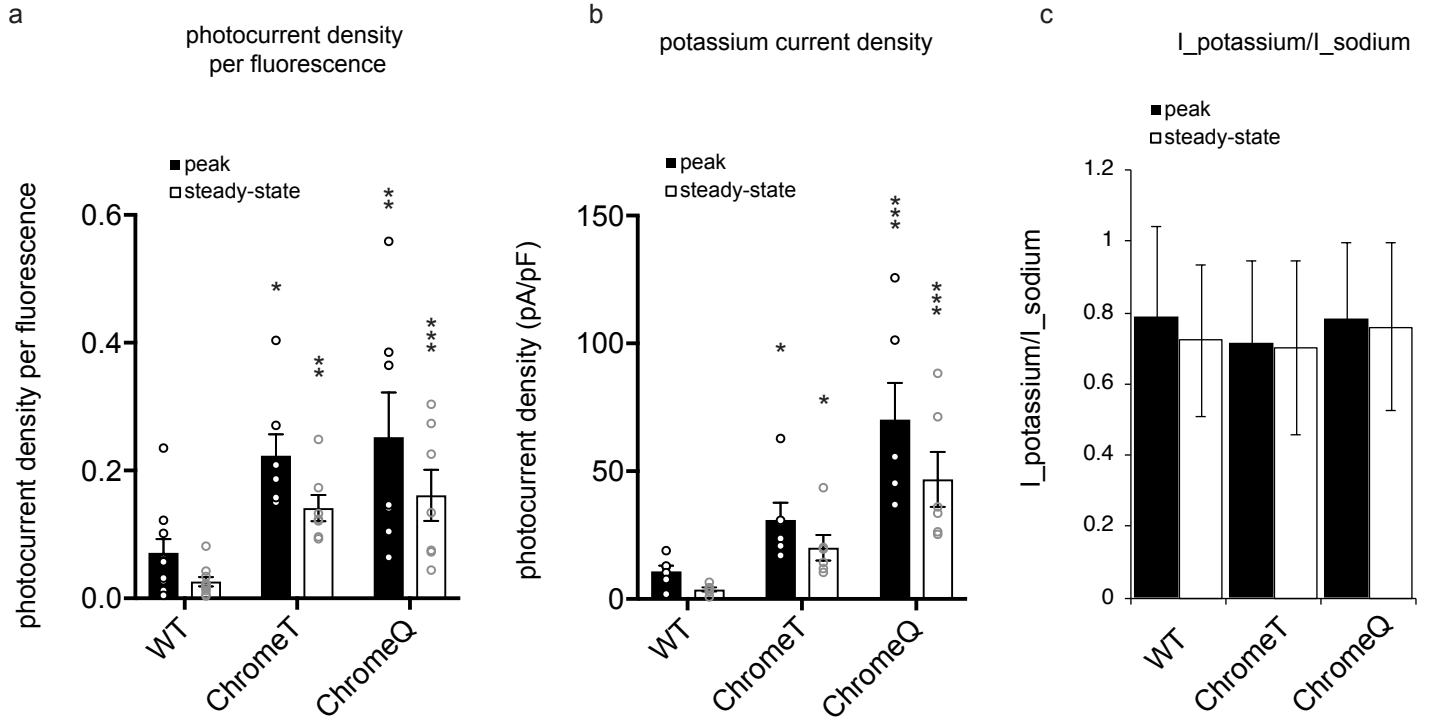 a
photocurrent density
per fluorescence
peak
steady-state
photocurrent density per fluorescence
0.6
0.4
0.2
0.0
**
*
**
***
WT
ChromeT
ChromeQ
b
potassium current density
peak
steady-state
photocurrent density (pA/pF)
150
100
50
0
***
***
*
*
WT
ChromeT
ChromeQ
c
I_potassium/I_sodium
peak
steady-state
I_potassium/I_sodium
1.2
1
0.8
0.6
0.4
0.2
0
WT
ChromeT
ChromeQ